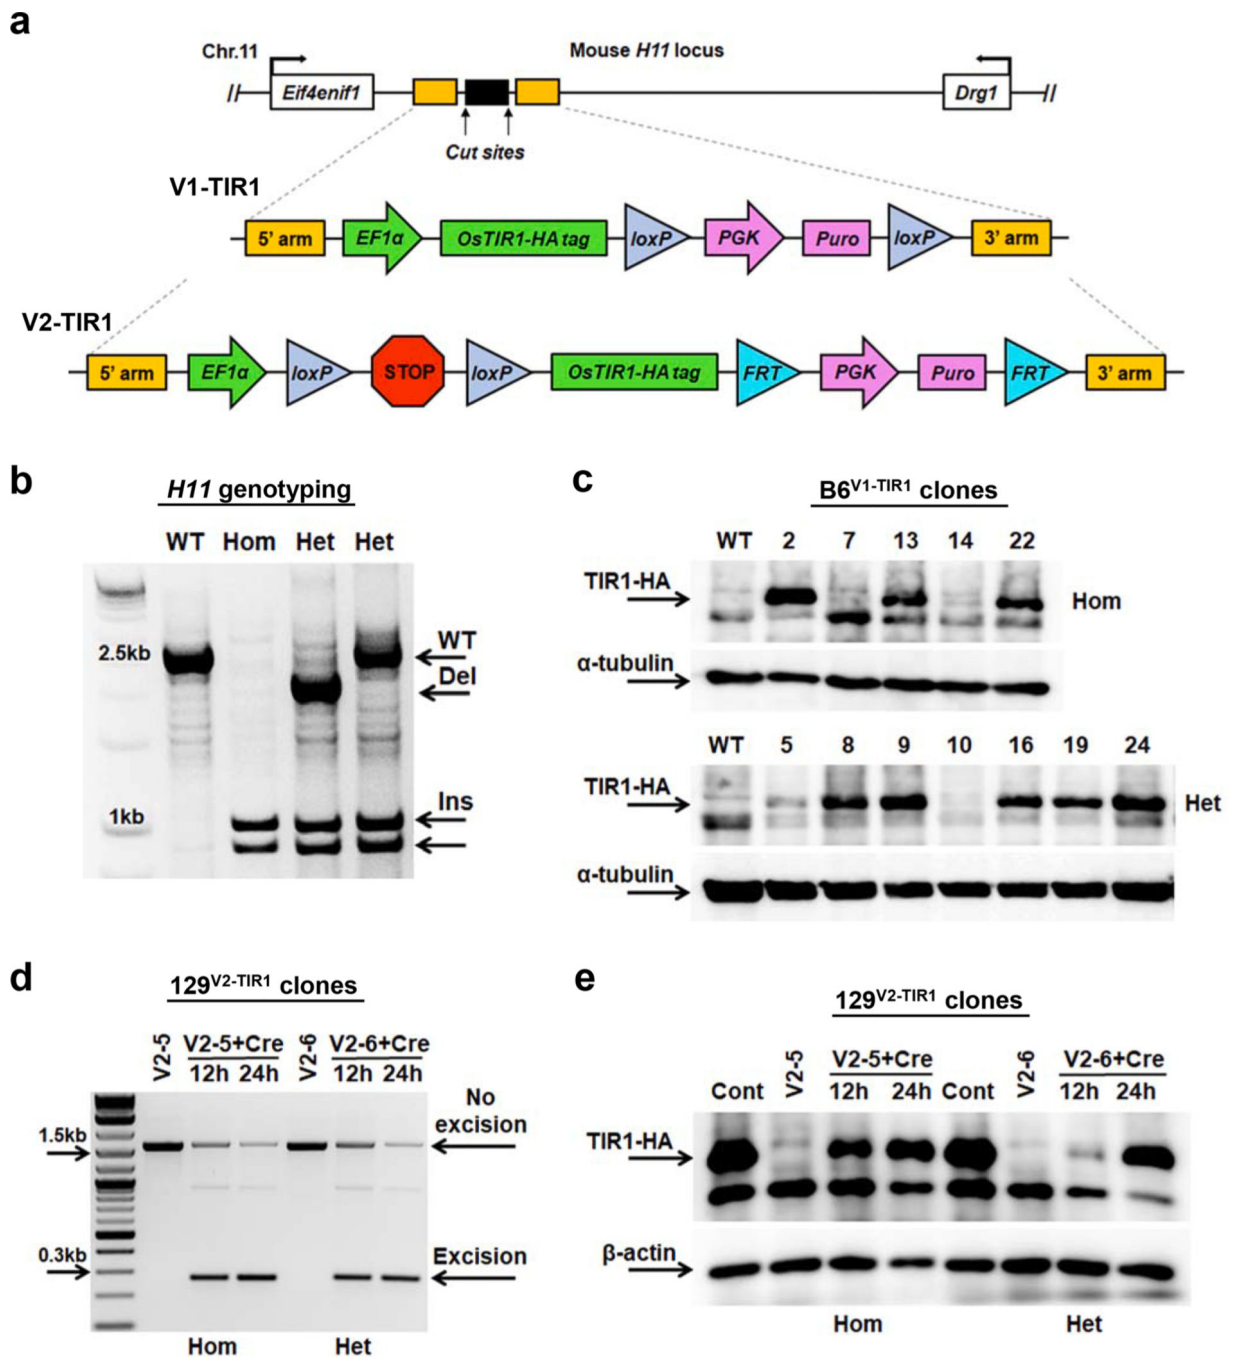 a
Chr.11
Mouse H11 locus
// Eif4enif1 Drg1 //
Cut sites
V1-TIR1
5' arm EF1α OsTIR1-HA tag loxP PGK Puro loxP 3' arm
V2-TIR1
5' arm EF1α loxP STOP loxP OsTIR1-HA tag FRT PGK Puro FRT 3' arm
b
H11 genotyping
WT Hom Het Het
2.5kb
WT
Del
1kb
Ins
c
B6V1-TIR1 clones
WT 2 7 13 14 22
TIR1-HA
Hom
α-tubulin
WT 5 8 9 10 16 19 24
TIR1-HA
Het
α-tubulin
d
129V2-TIR1 clones
V2-5 V2-5+Cre V2-6 V2-6+Cre
12h 24h 12h 24h
No
excision
1.5kb
0.3kb
Excision
Hom Het
e
129V2-TIR1 clones
Cont V2-5 V2-5+Cre Cont V2-6 V2-6+Cre
12h 24h 12h 24h
TIR1-HA
β-actin
Hom Het